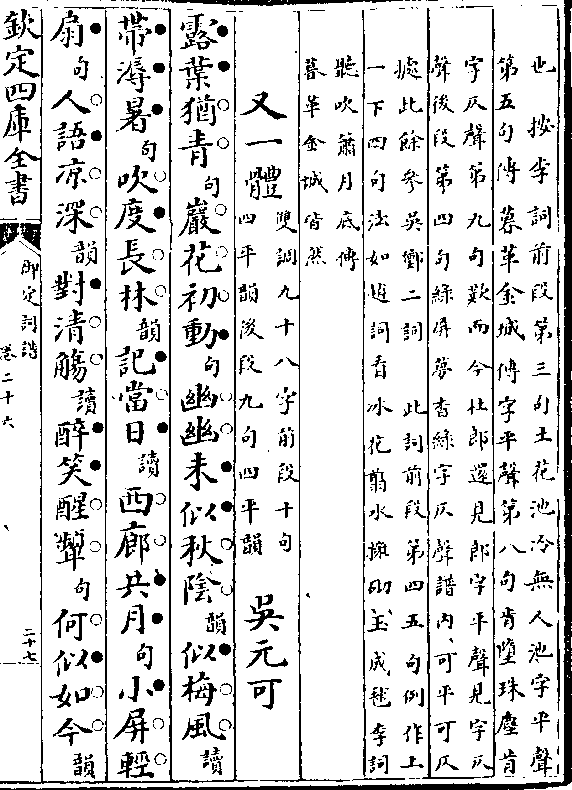 也　按李詞前段第三句土花池冷無人池字平聲
第五句傳暮革金城傳字平聲第八句肯墮珠塵肯
字仄聲第九句歎而今杜郎還見郎字平聲見字仄
聲後段第四句綠屏夢杳綠字仄聲譜內可平可仄
據此餘參吳鄧二詞　此詞前段第四五句例作上
一下四句法如趙詞看冰花翦水擁砌玉成毬李詞
聽吹簫月底傳
暮革金城皆然
又一體 雙調九十八字前段十句
四平韻後段九句四平韻 吳元可
露葉猶青句巖花初動句幽幽未似秋陰韻似梅風讀
帶溽暑句吹度長林韻記當日讀西廊共月句小屏輕
扇句人語凉深韻對清觴讀醉笑醒顰句何似如今韻
欽定四庫全書
御定詞譜
卷二十六
二十七